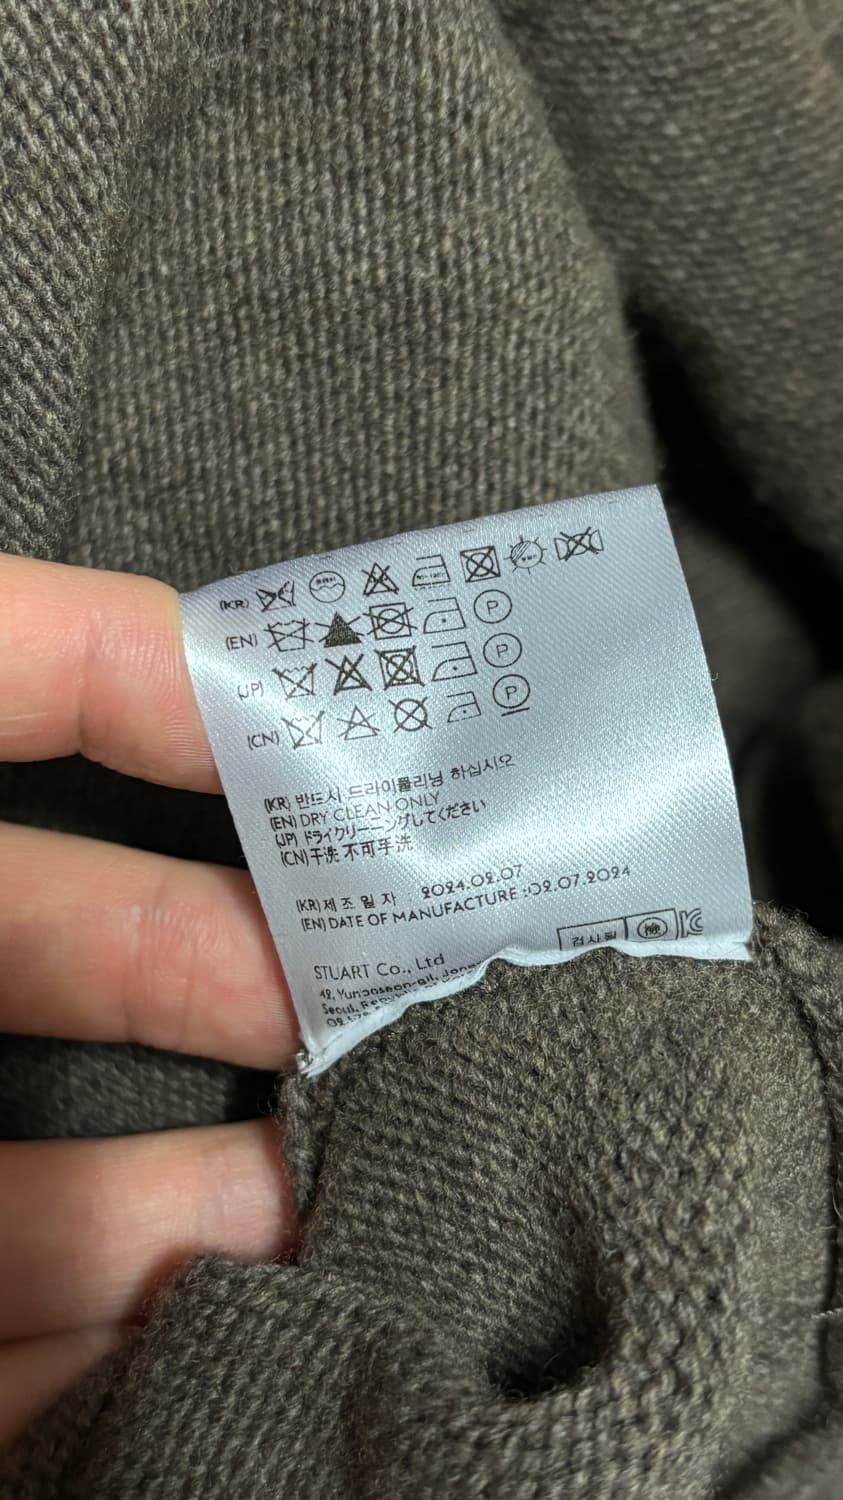 (KR)
(EN) P
(JP) P
(CN) P
(KR) 반드시 드라이클리닝 하십시오
(EN) DRY CLEAN ONLY
(JP) ドライクリーニングしてください
(CN)干洗 不可手洗
(KR)제 조 일 자 : 2024.02.07
(EN) DATE OF MANUFACTURE :02.07.2024
검사필
STUART Co., Ltd
Seoul,